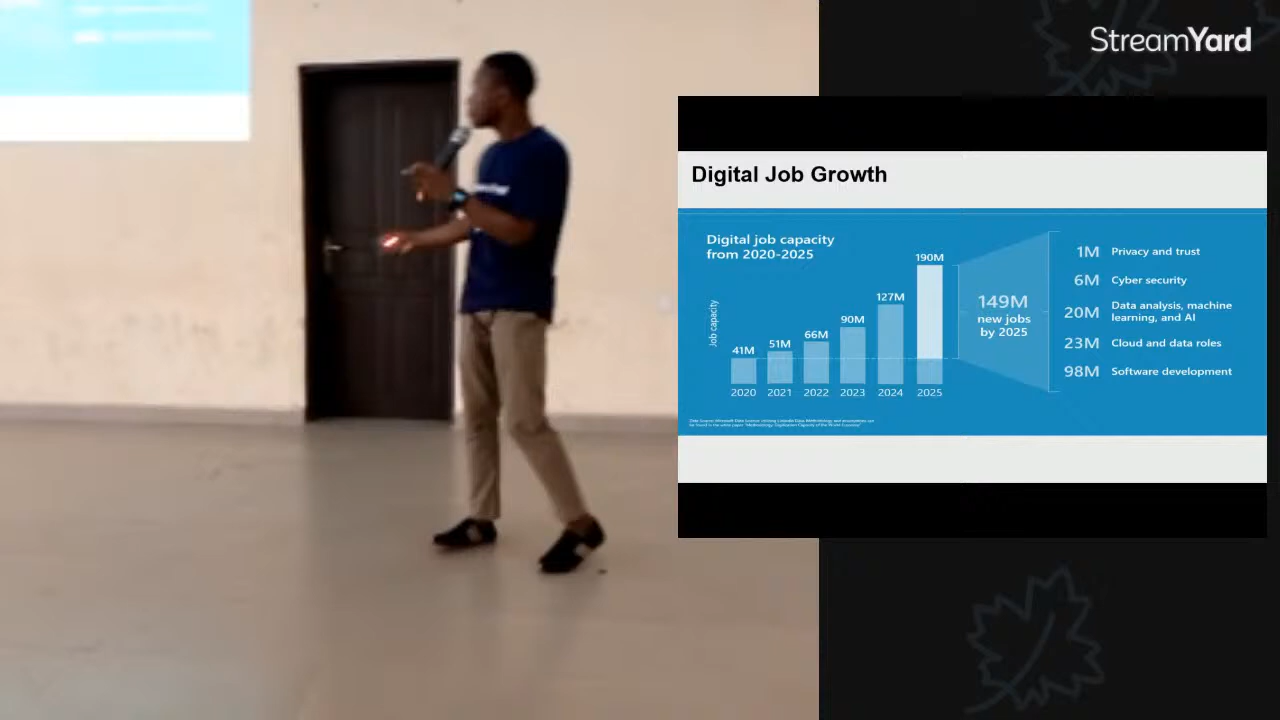 StreamYard
Digital Job Growth
Digital job capacity
from 2020-2025
Job capacity
41M
51M
66M
90M
127M
190M
2020
2021
2022
2023
2024
2025
149M
new jobs
by 2025
1M Privacy and trust
6M Cyber security
20M Data analysis, machine
learning, and AI
23M Cloud and data roles
98M Software development